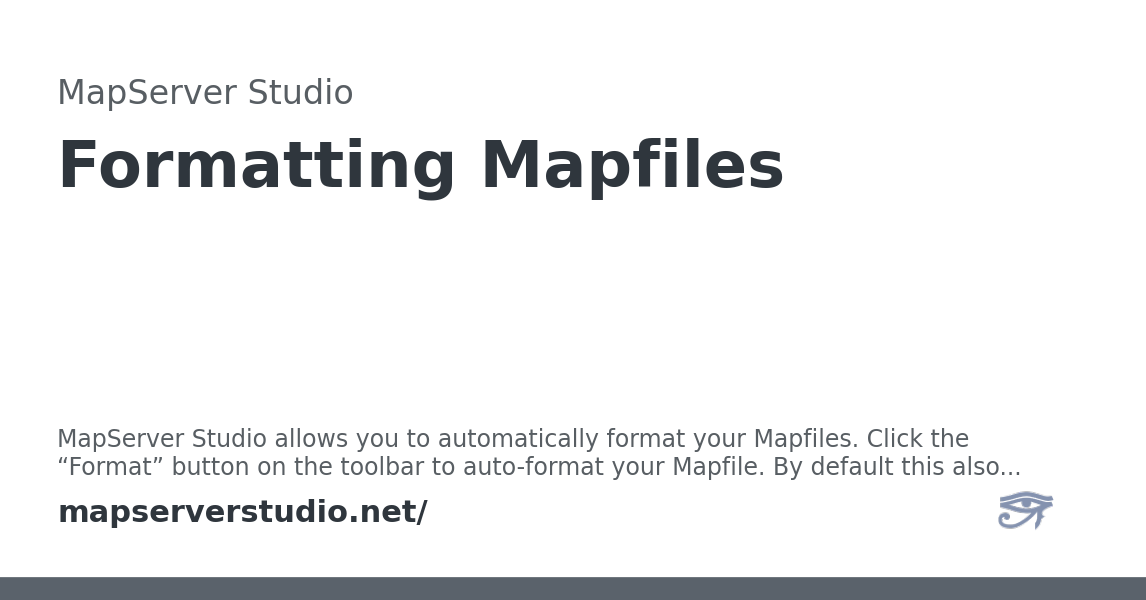 MapServer Studio
Formatting Mapfiles
MapServer Studio allows you to automatically format your Mapfiles. Click the
“Format” button on the toolbar to auto-format your Mapfile. By default this also...
mapserverstudio.net/